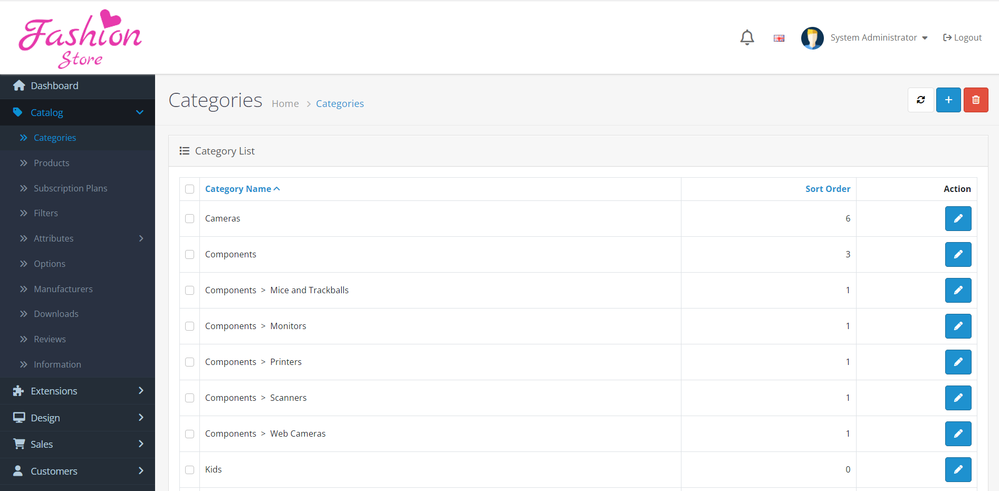 Fashion
Store
System Administrator
Logout
Dashboard
Catalog
Categories
Products
Subscription Plans
Filters
Attributes
Options
Manufacturers
Downloads
Reviews
Information
Extensions
Design
Sales
Customers
Categories Home > Categories
Category List
Category Name Sort Order Action
Cameras 6
Components 3
Components > Mice and Trackballs 1
Components > Monitors 1
Components > Printers 1
Components > Scanners 1
Components > Web Cameras 1
Kids 0